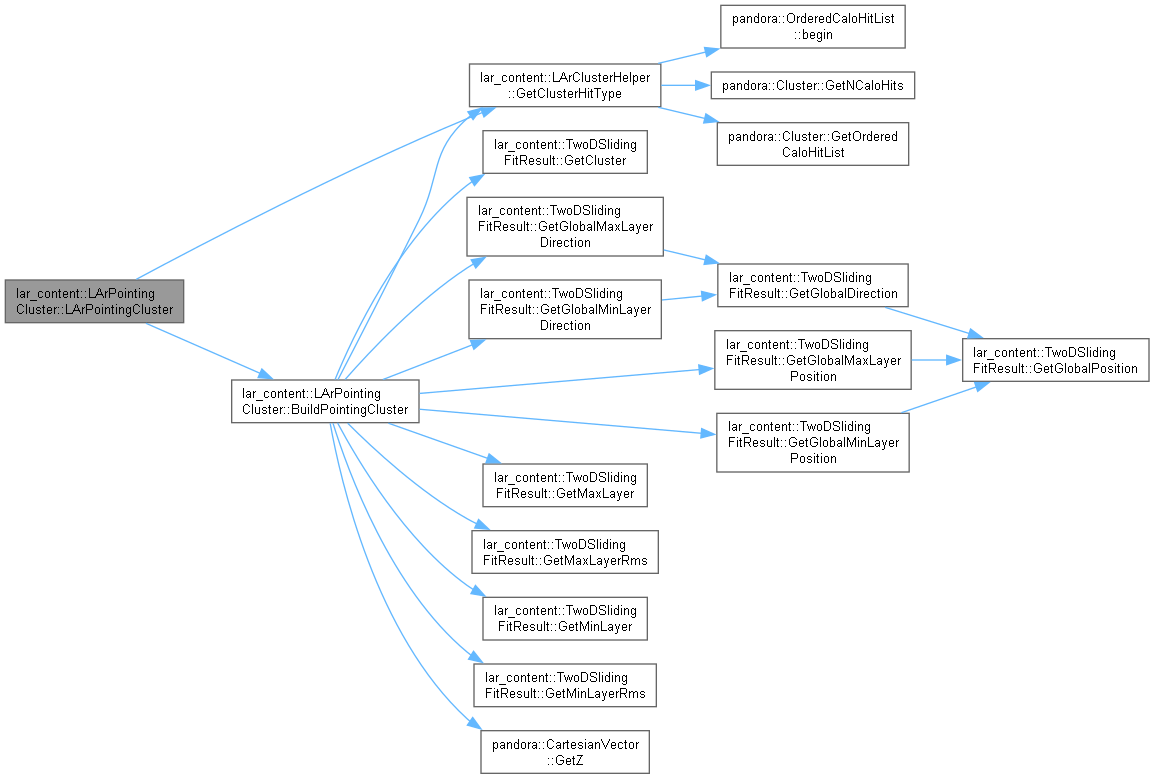 lar_content::LArPointing
Cluster::LArPointingCluster
lar_content::LArClusterHelper
::GetClusterHitType
pandora::OrderedCaloHitList
::begin
pandora::Cluster::GetNCaloHits
pandora::Cluster::GetOrdered
CaloHitList
lar_content::LArPointing
Cluster::BuildPointingCluster
lar_content::TwoDSliding
FitResult::GetCluster
lar_content::TwoDSliding
FitResult::GetGlobalMaxLayer
Direction
lar_content::TwoDSliding
FitResult::GetGlobalDirection
lar_content::TwoDSliding
FitResult::GetGlobalPosition
lar_content::TwoDSliding
FitResult::GetGlobalMinLayer
Direction
lar_content::TwoDSliding
FitResult::GetGlobalMaxLayer
Position
lar_content::TwoDSliding
FitResult::GetGlobalMinLayer
Position
lar_content::TwoDSliding
FitResult::GetMaxLayer
lar_content::TwoDSliding
FitResult::GetMaxLayerRms
lar_content::TwoDSliding
FitResult::GetMinLayer
lar_content::TwoDSliding
FitResult::GetMinLayerRms
pandora::CartesianVector
::GetZ